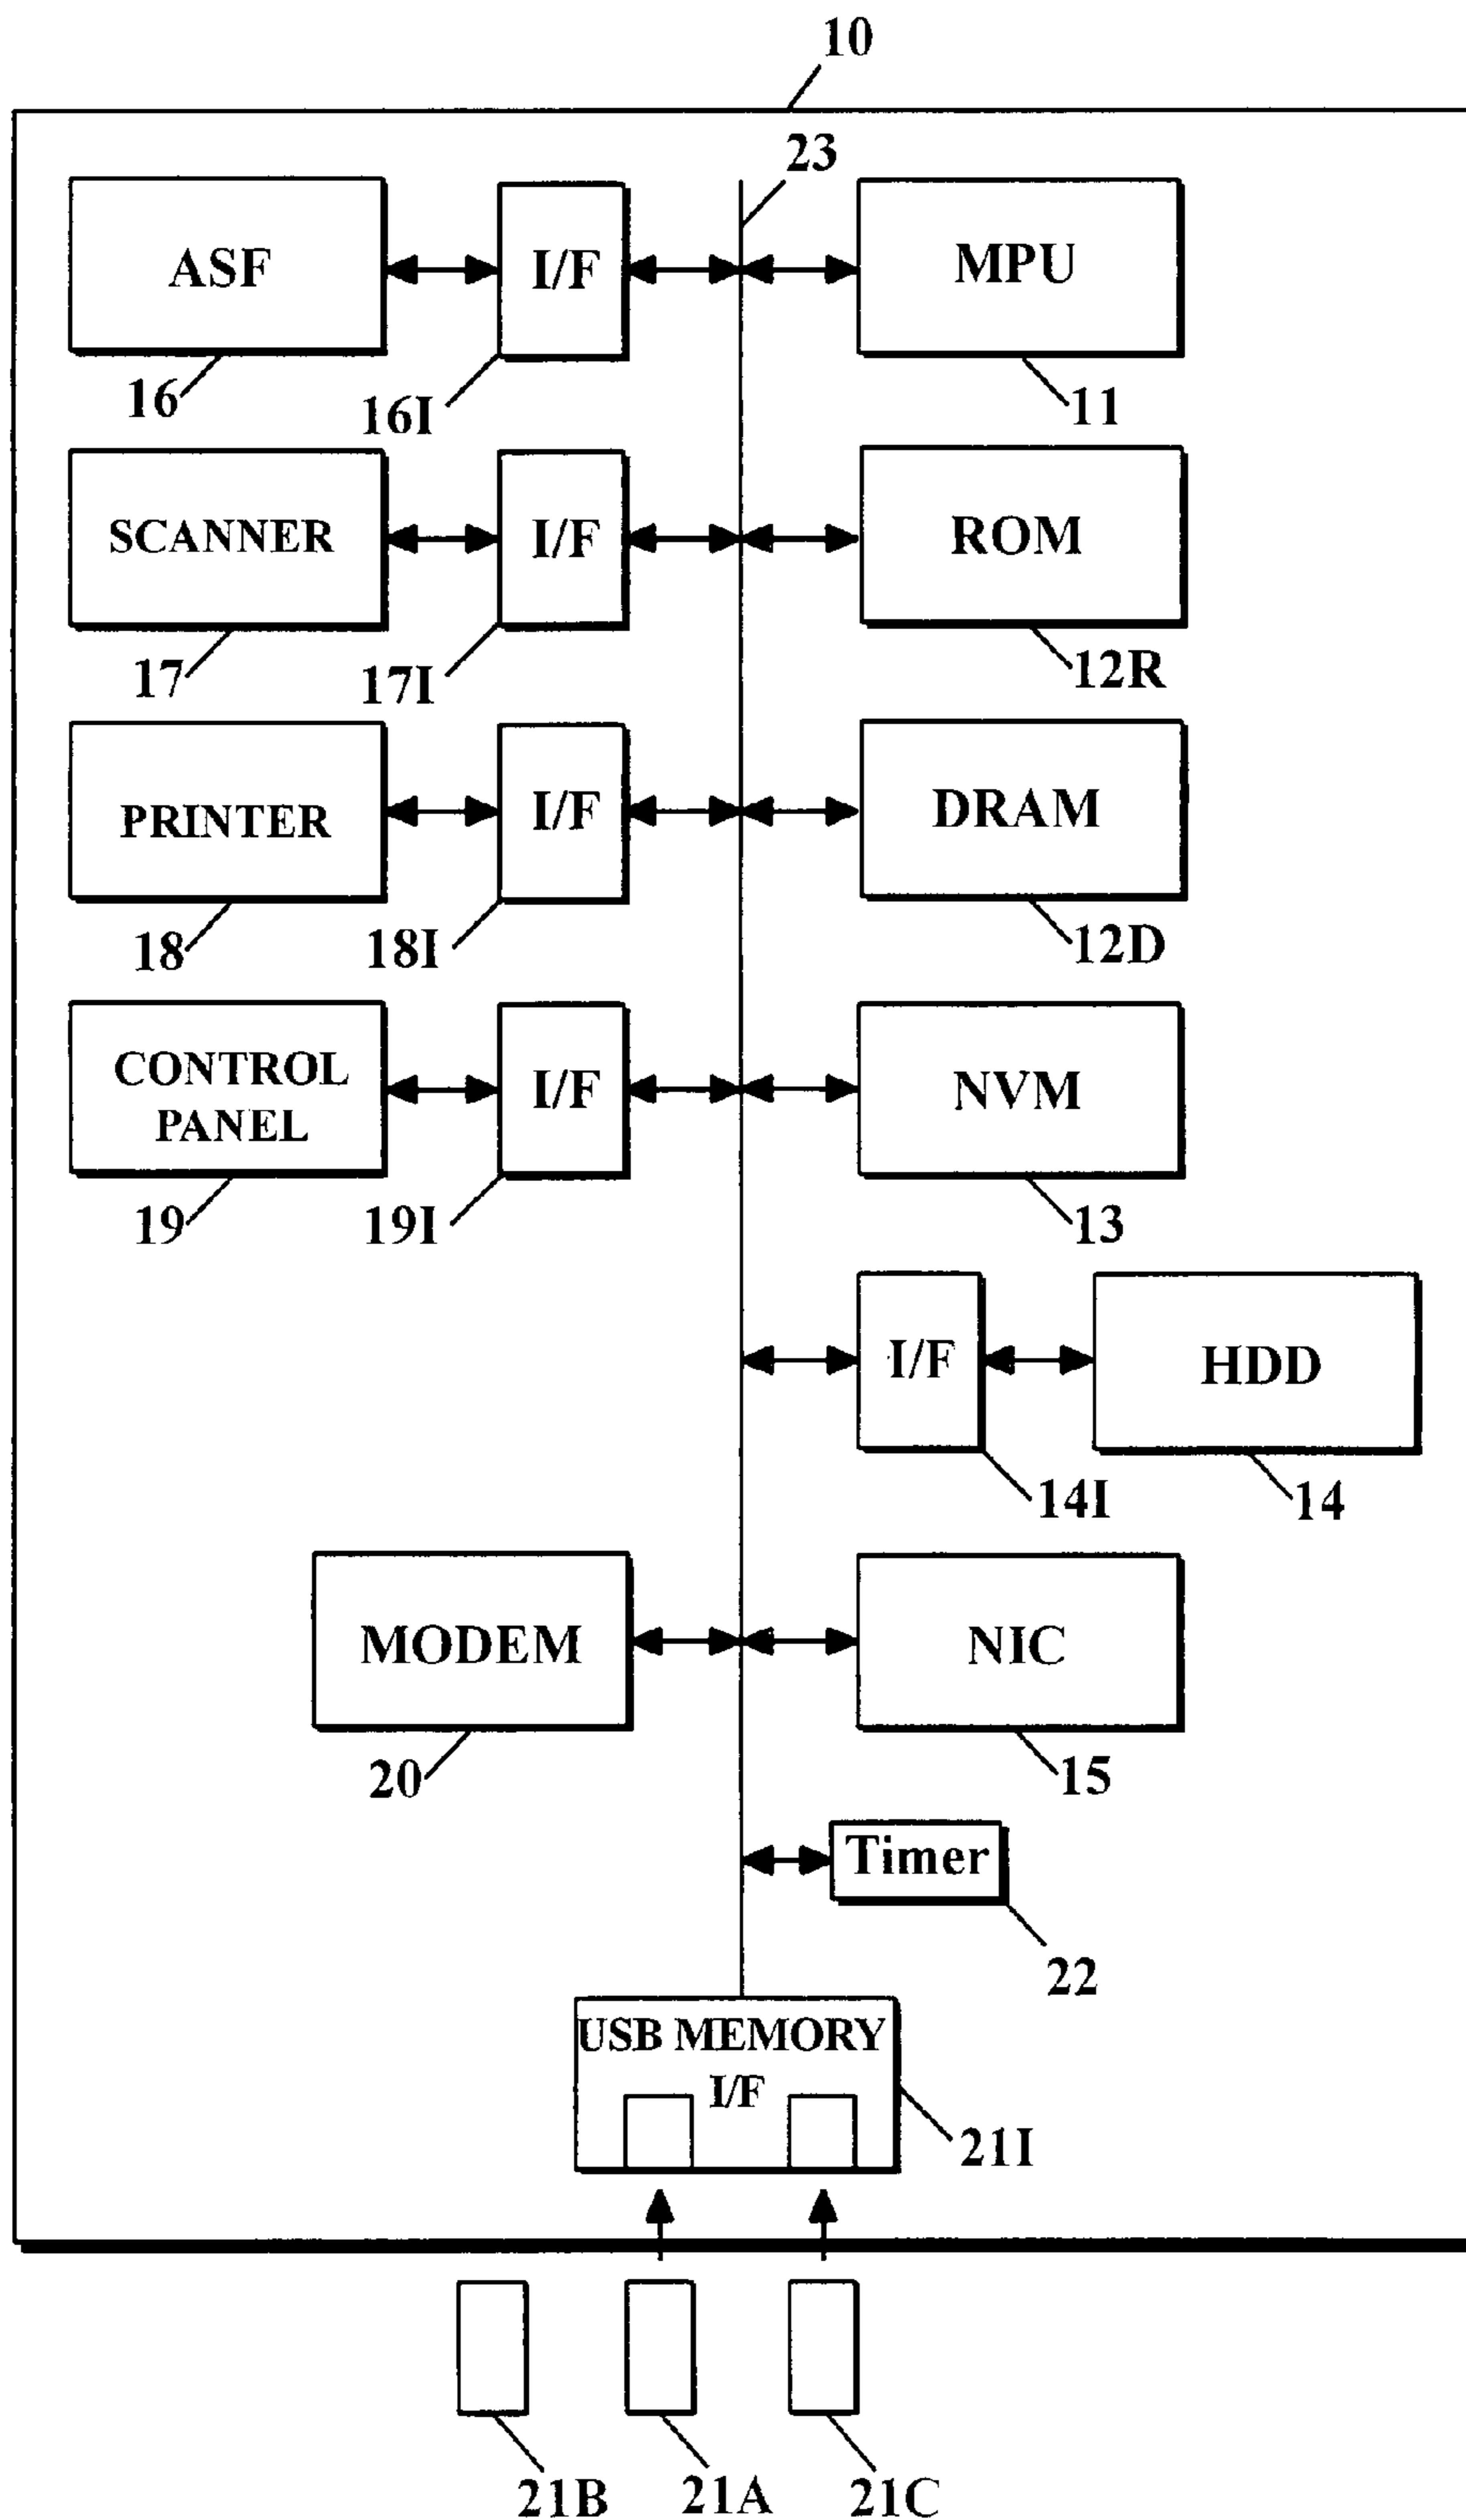 10
23
ASF
I/F
MPU
16
16I
11
SCANNER
I/F
ROM
17
17I
12R
PRINTER
I/F
DRAM
18
18I
12D
CONTROL
PANEL
I/F
NVM
19
19I
13
I/F
HDD
14I
14
MODEM
NIC
20
15
Timer
22
USB MEMORY
I/F
21I
21B
21A
21C